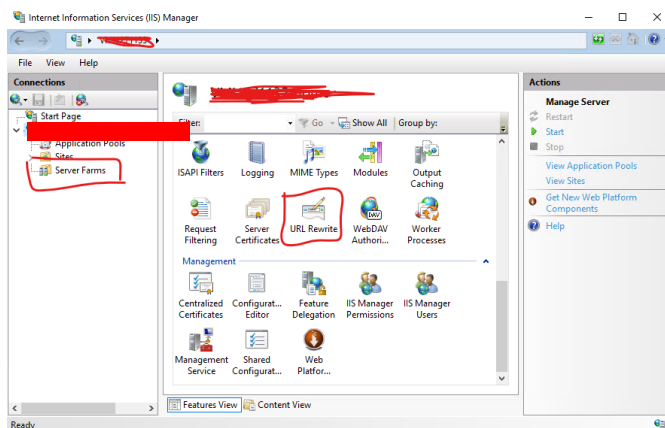 Internet Information Services (IIS) Manager
File View Help
Connections
Start Page
Application Pools
Sites
Server Farms
Filter: Go Show All Group by:
ISAPI Filters Logging MIME Types Modules Output Caching
Request Filtering Server Certificates URL Rewrite WebDAV Authori... Worker Processes
Management
Centralized Certificates Configurat... Editor Feature Delegation IIS Manager Permissions IIS Manager Users
Management Service Shared Configurat... Web Platfor...
Features View Content View
Actions
Manage Server
Restart
Start
Stop
View Application Pools
View Sites
Get New Web Platform
Components
Help
Ready